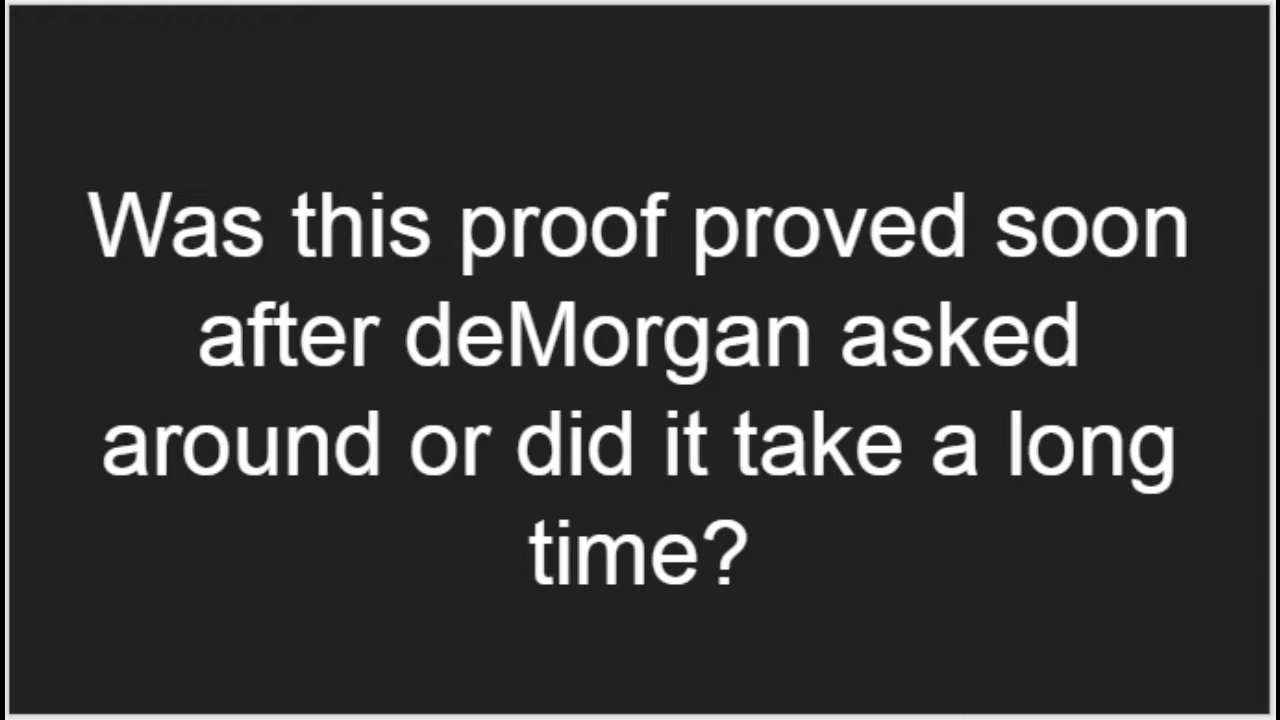 Was this proof proved soon
after deMorgan asked
around or did it take a long
time?